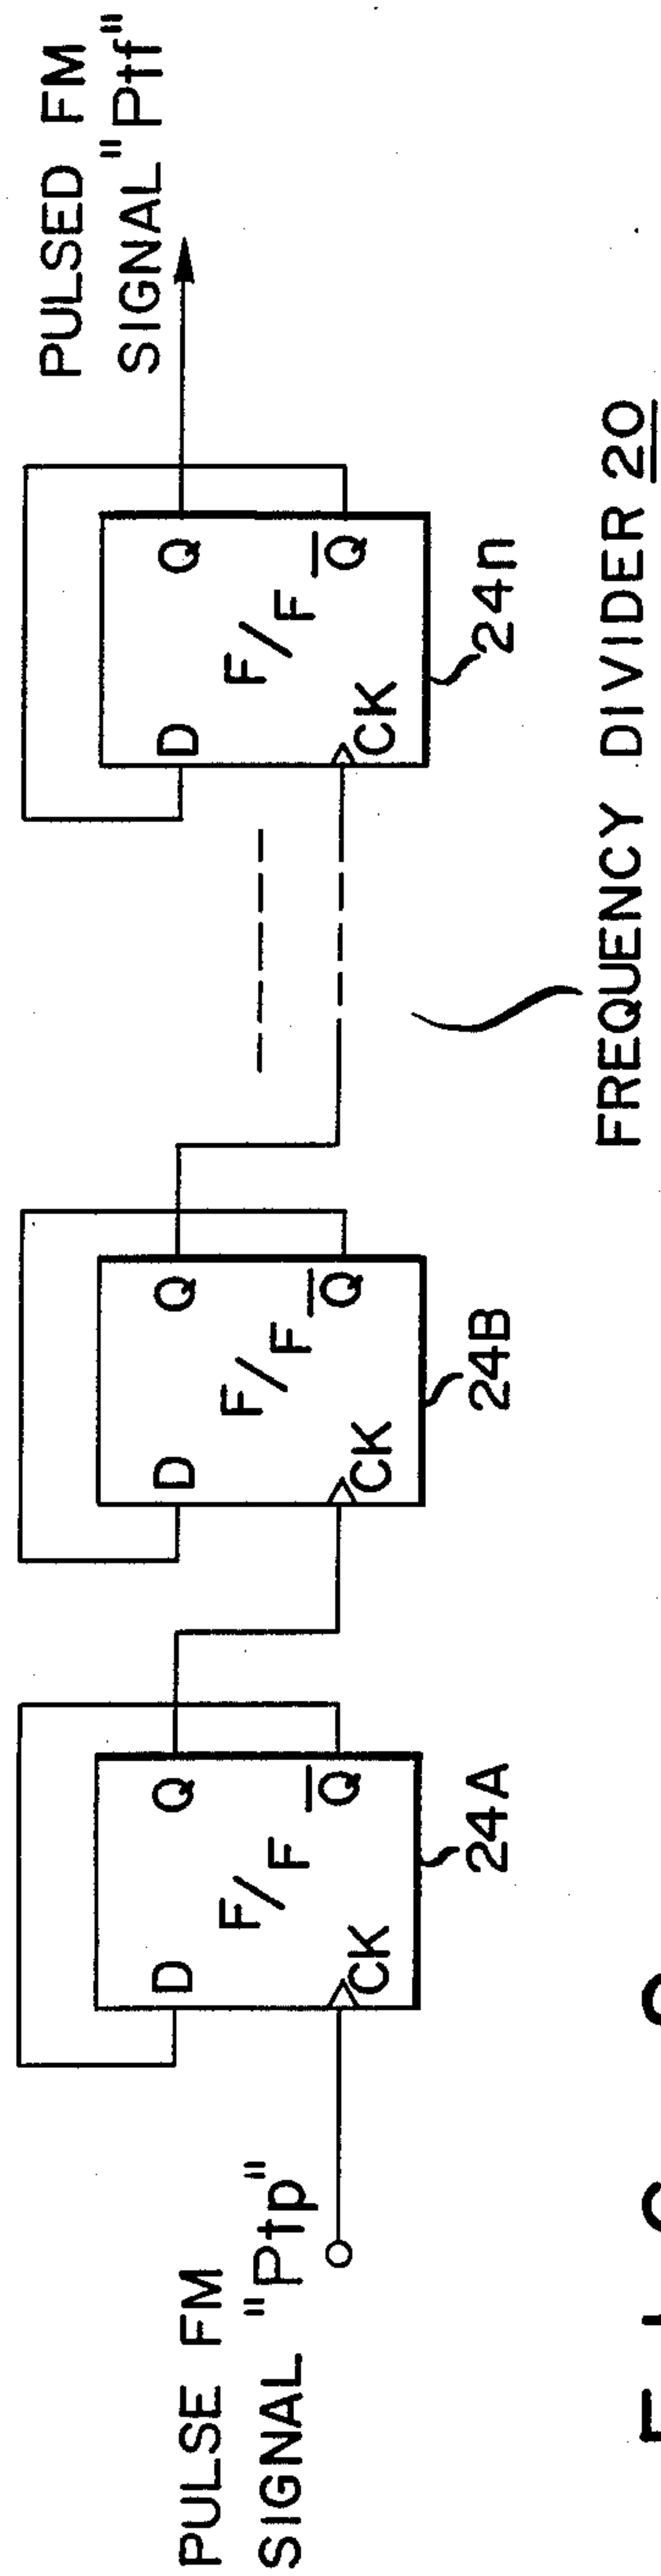 PULSE FM
SIGNAL "Ptp"
D
Q
F/F
CK
Q̅
24A
D
Q
F/F
CK
Q̅
24B
D
Q
F/F
CK
Q̅
24n
PULSED FM
SIGNAL "Ptf"
FREQUENCY DIVIDER 20